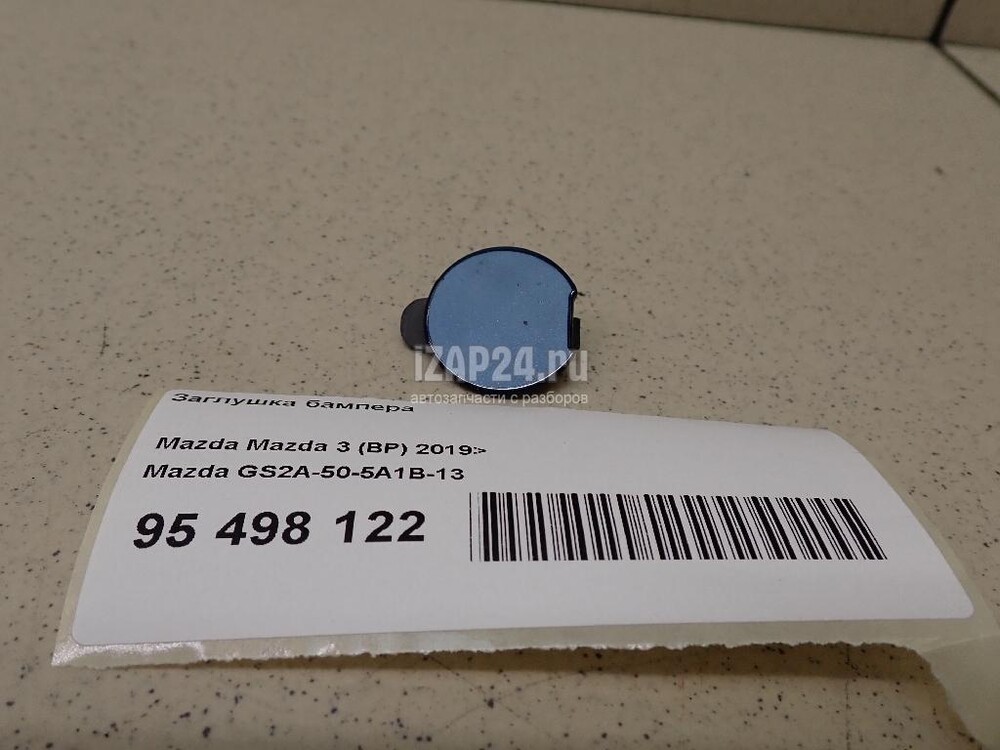 iZAP24.ru
автозапчасти с разборов
Заглушка бампера
Mazda Mazda 3 (BP) 2019>
Mazda GS2A-50-5A1B-13
95 498 122